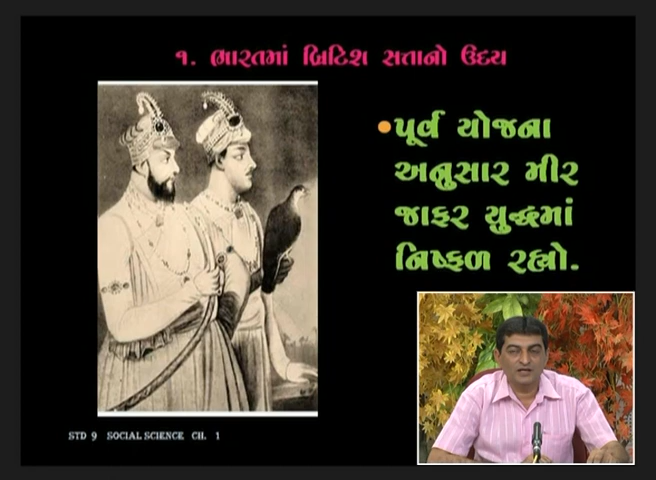 ૧. ભારતમાં બ્રિટિશ સત્તાનો ઉદય
•પૂર્વ યોજના
અનુસાર મીર
જાફર યુદ્ધમાં
નિષ્ફળ રહ્યો.
STD 9 SOCIAL SCIENCE CH. 1